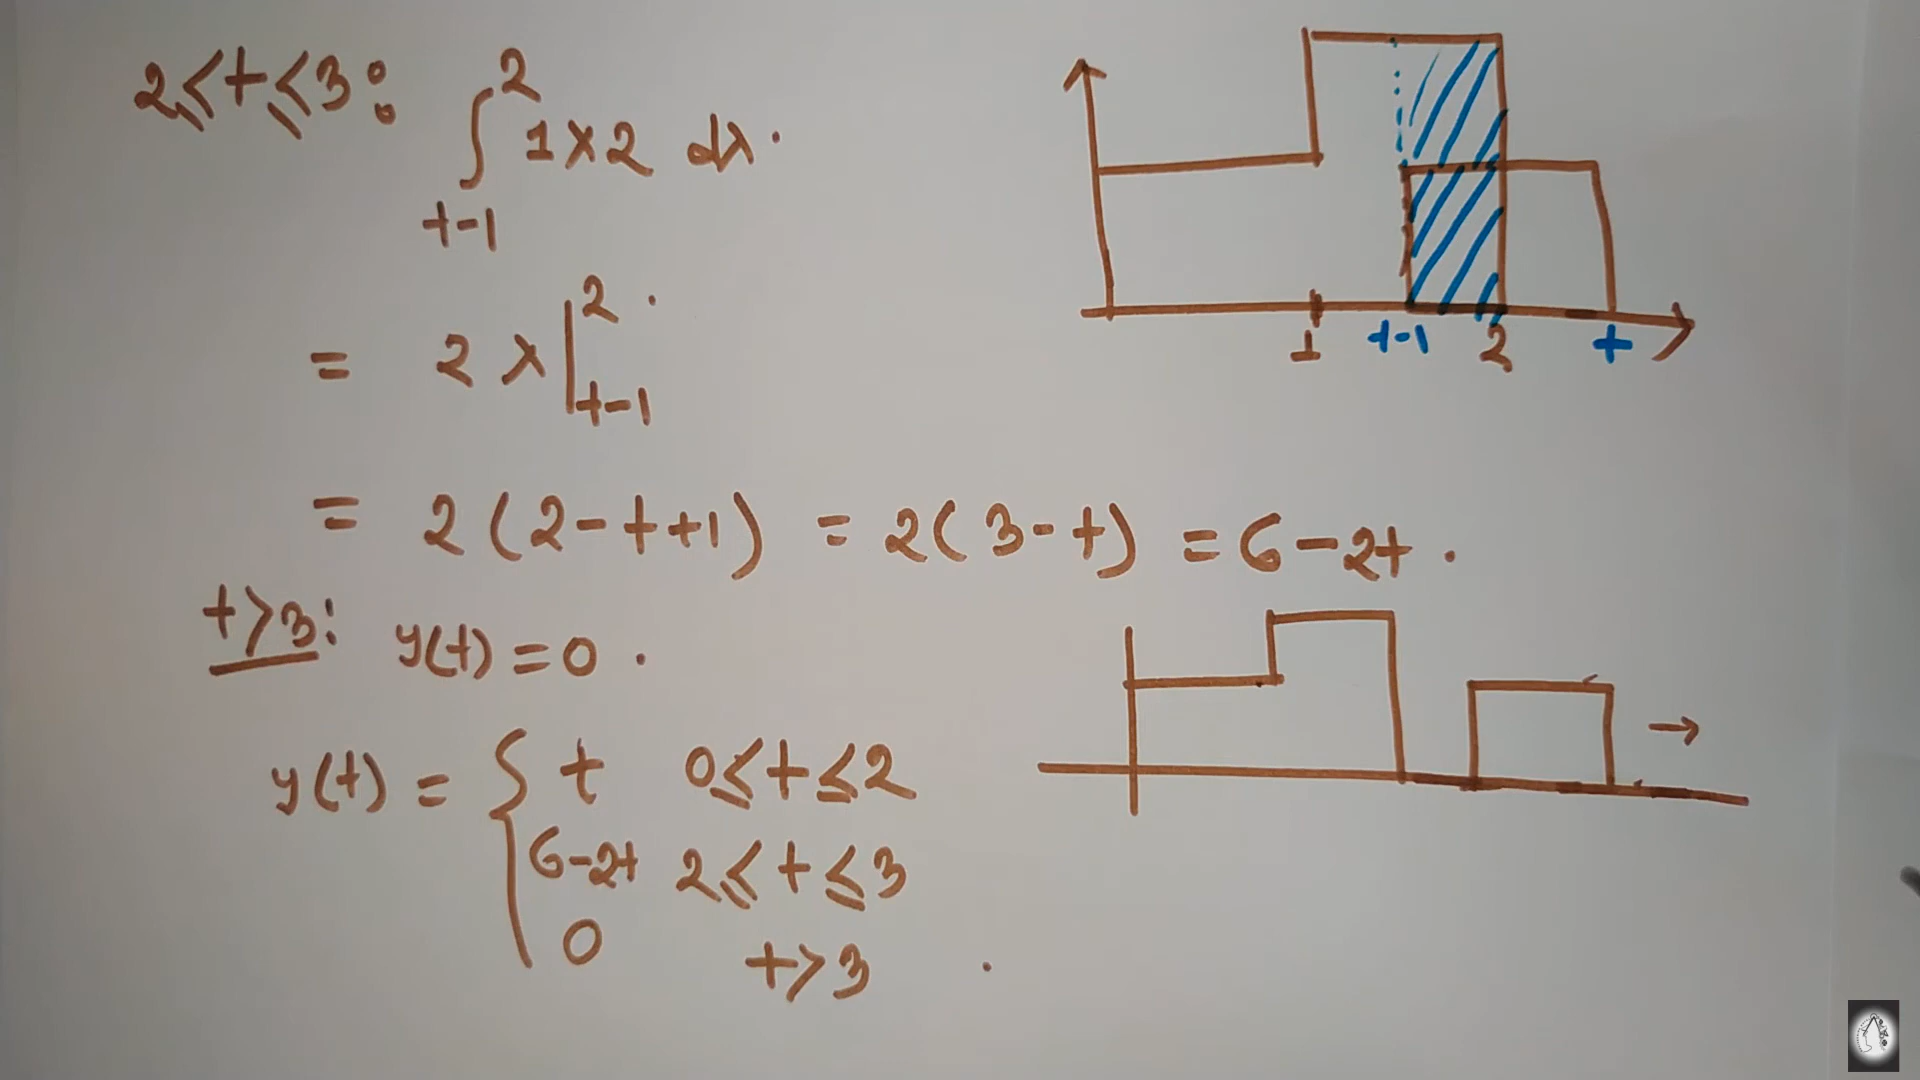 2≤t≤3: ∫_{t-1}^{2} 1×2 dλ.
= 2λ|_{t-1}^{2}.
= 2(2-t+1) = 2(3-t) = 6-2t.
t>3: y(t)=0.
y(t) = { t 0≤t≤2
6-2t 2≤t≤3
0 t>3.
1 t-1 2 t